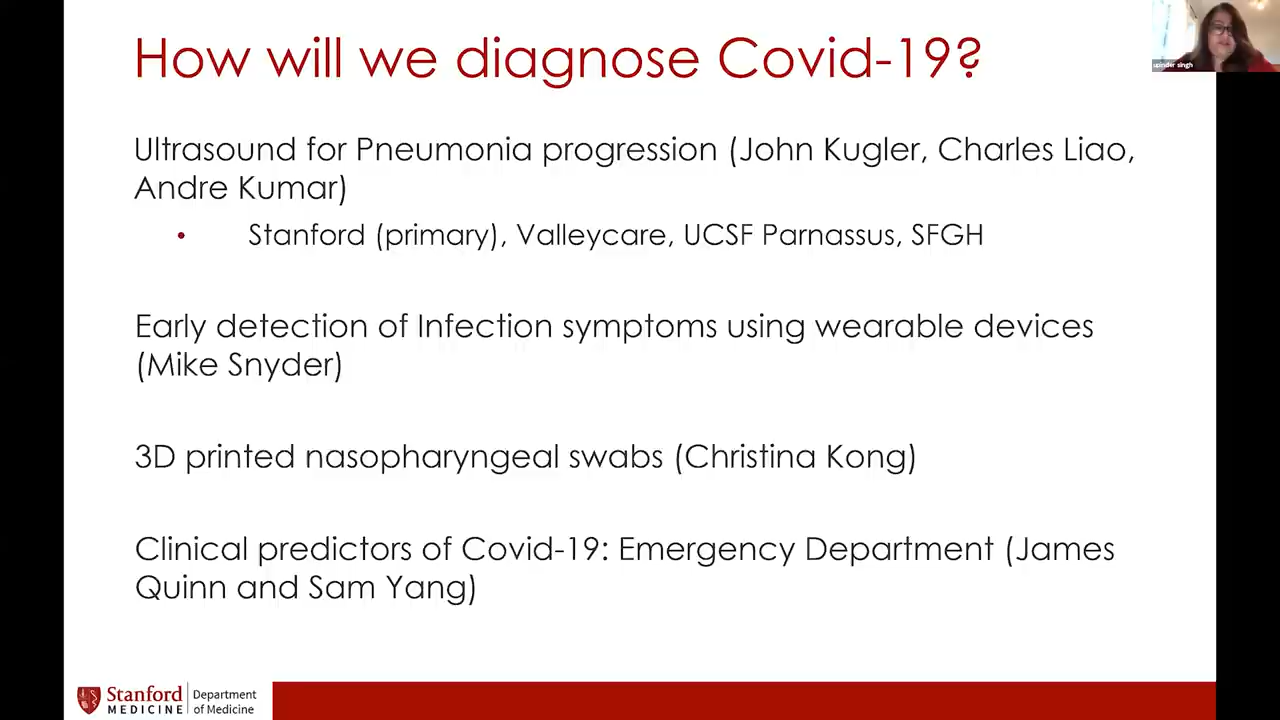 How will we diagnose Covid-19?
upinder singh
Ultrasound for Pneumonia progression (John Kugler, Charles Liao,
Andre Kumar)
• Stanford (primary), Valleycare, UCSF Parnassus, SFGH
Early detection of Infection symptoms using wearable devices
(Mike Snyder)
3D printed nasopharyngeal swabs (Christina Kong)
Clinical predictors of Covid-19: Emergency Department (James
Quinn and Sam Yang)
Stanford
MEDICINE
Department
of Medicine